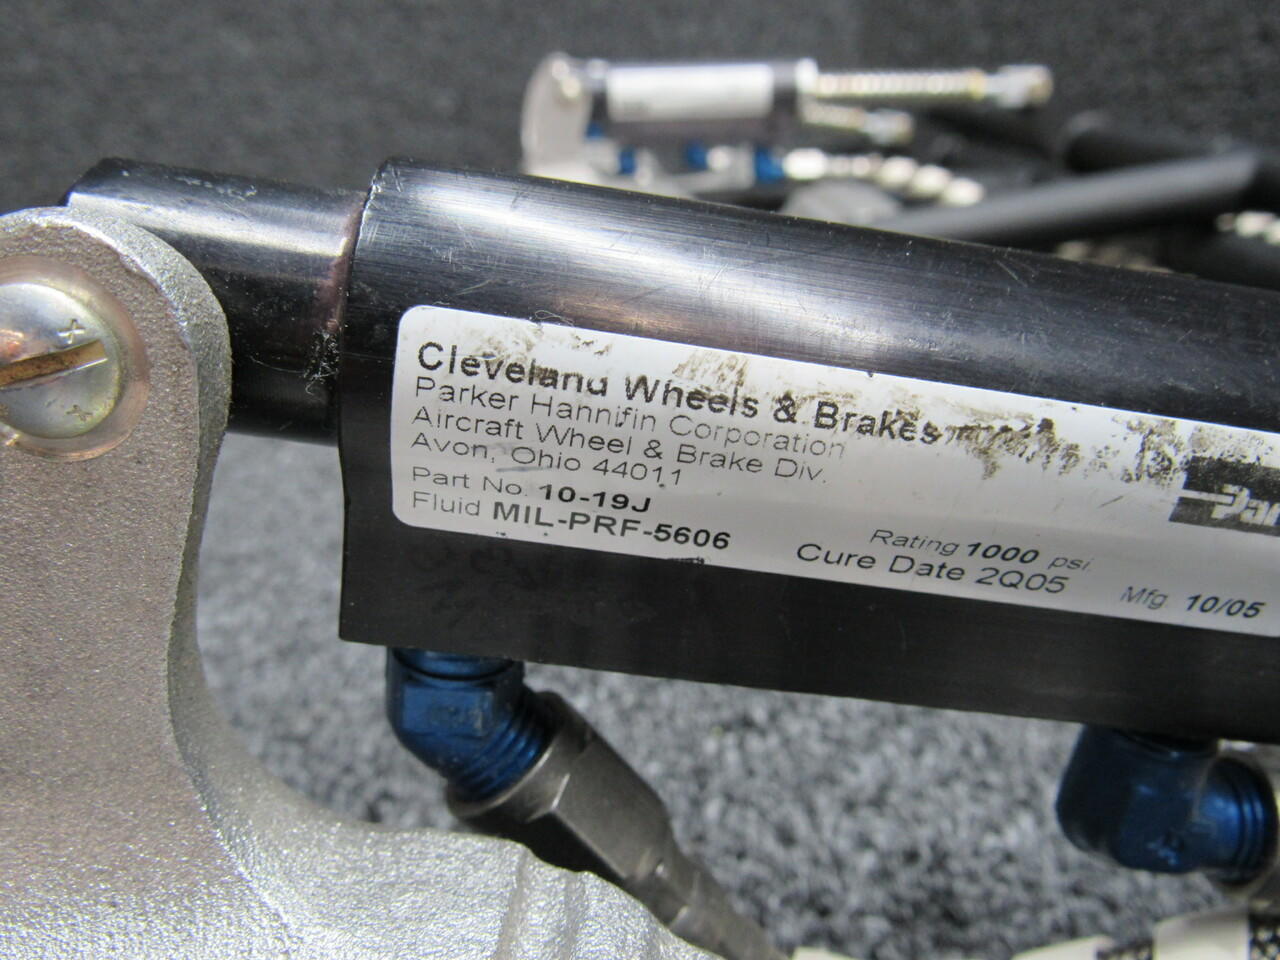 Cleveland Wheels & Brakes
Parker Hannifin Corporation
Aircraft Wheel & Brake Div.
Avon, Ohio 44011
Part No. 10-19J
Fluid MIL-PRF-5606
Rating 1000 psi.
Cure Date 2Q05
Mfg. 10/05